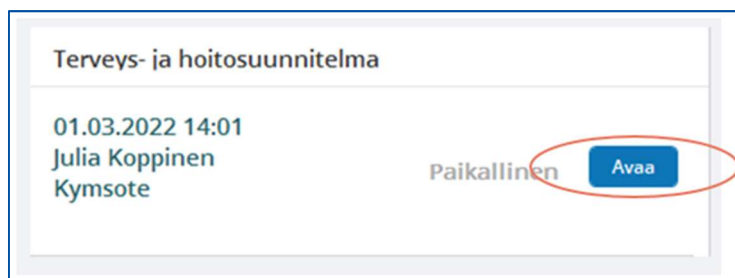 Terveys- ja hoitosuunnitelma
01.03.2022 14:01
Julia Koppinen
Kymsote
Paikallinen
Avaa